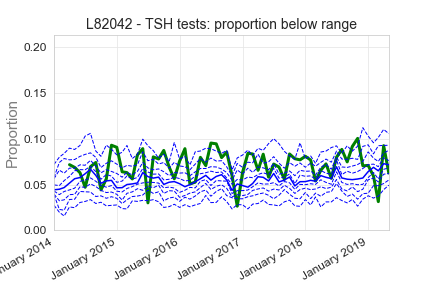 L82042 - TSH tests: proportion below range
Proportion
0.20
0.15
0.10
0.05
0.00
nuary 2014
January 2015
January 2016
January 2017
January 2018
January 2019